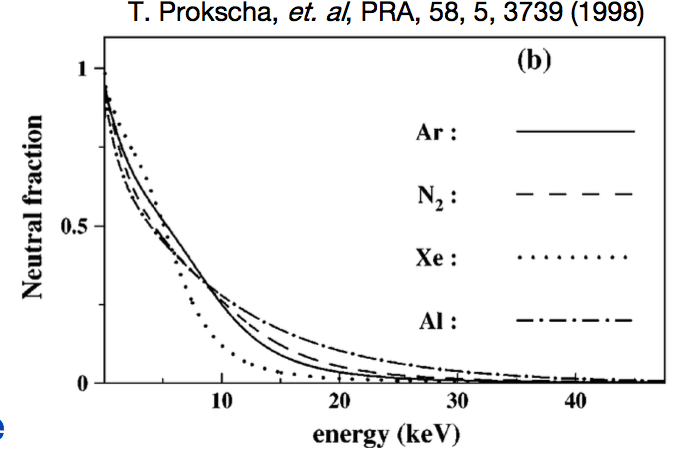 T. Prokscha, et. al, PRA, 58, 5, 3739 (1998)
(b)
1
Ar :
N2 :
0.5
Xe :
Al :
0
10 20 30 40
Neutral fraction
energy (keV)
e